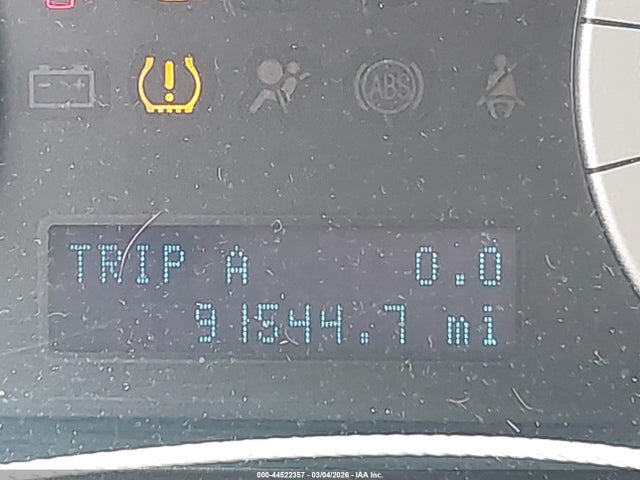 ABS
TRIP A 0.0
91544.7 mi
000-44522357 - 03/04/2026 - IAA Inc.